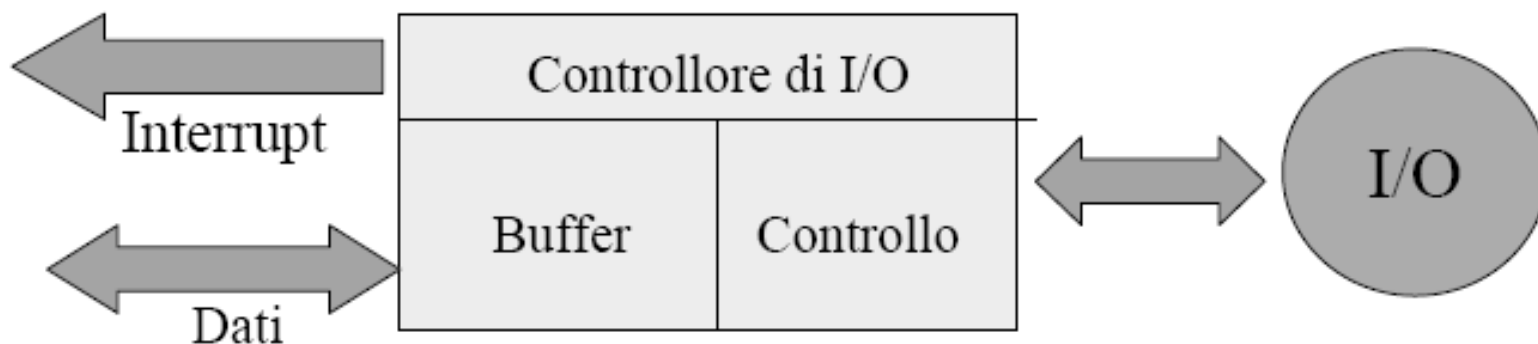 Controllore di I/O
Interrupt
Buffer
Controllo
I/O
Dati